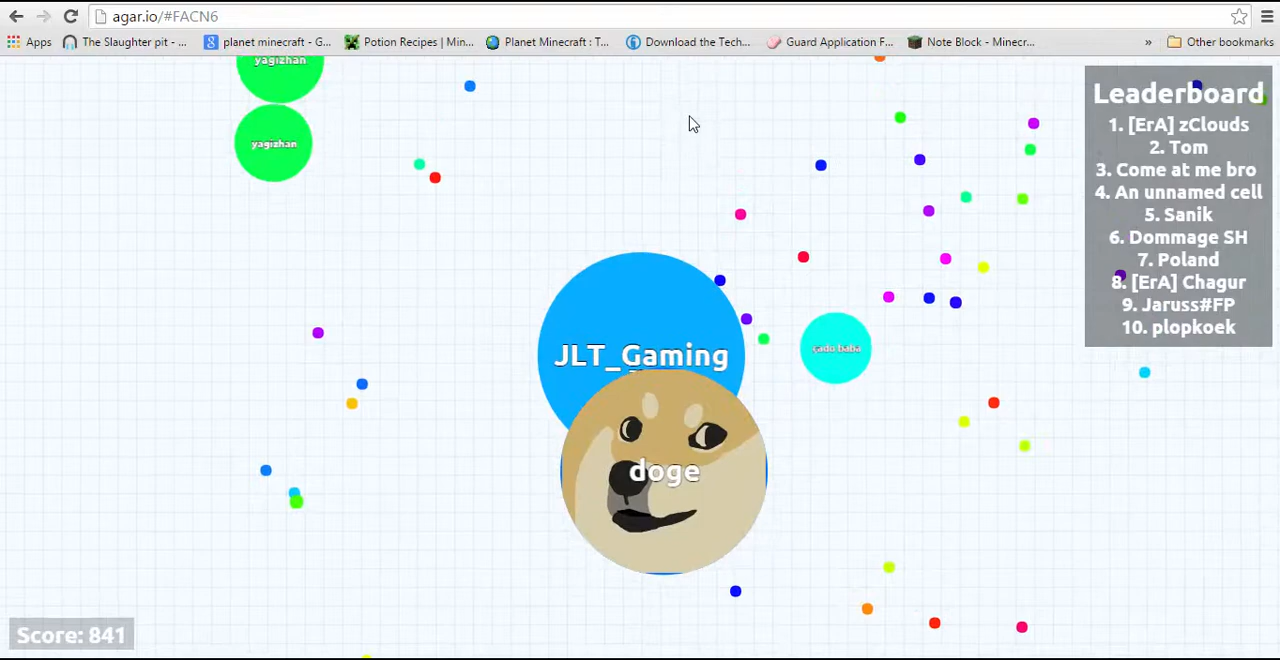 agar.io/#FACN6
Apps
The Slaughter pit - ...
planet minecraft - G...
Potion Recipes | Min...
Planet Minecraft : T...
Download the Tech...
Guard Application F...
Note Block - Minecr...
»
Other bookmarks
yagizhan
yagizhan
JLT_Gaming
doge
çado baba
Leaderboard
1. [ErA] zClouds
2. Tom
3. Come at me bro
4. An unnamed cell
5. Sanik
6. Dommage SH
7. Poland
8. [ErA] Chagur
9. Jaruss#FP
10. plopkoek
Score: 841